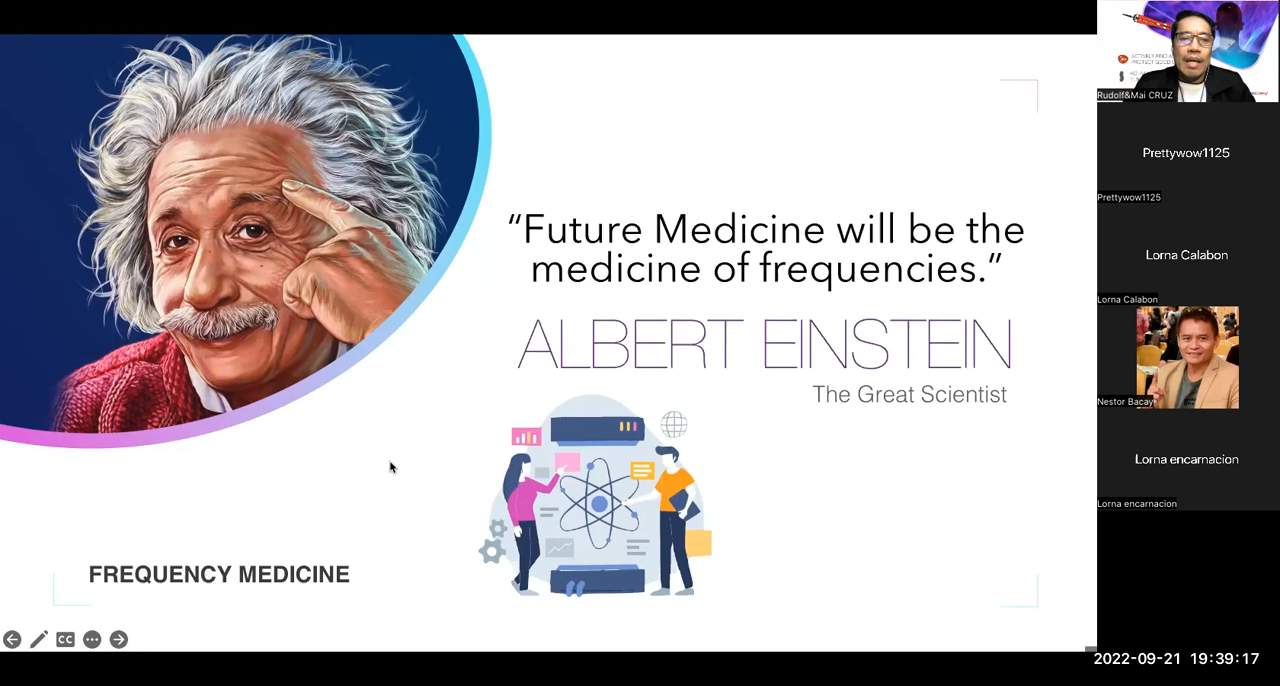 “Future Medicine will be the
medicine of frequencies.”
ALBERT EINSTEIN
The Great Scientist
FREQUENCY MEDICINE
CC
Rudolf&Mai CRUZ
Prettywow1125
Prettywow1125
Lorna Calabon
Lorna Calabon
Nestor Bacay
Lorna encarnacion
Lorna encarnacion
2022-09-21 19:39:17